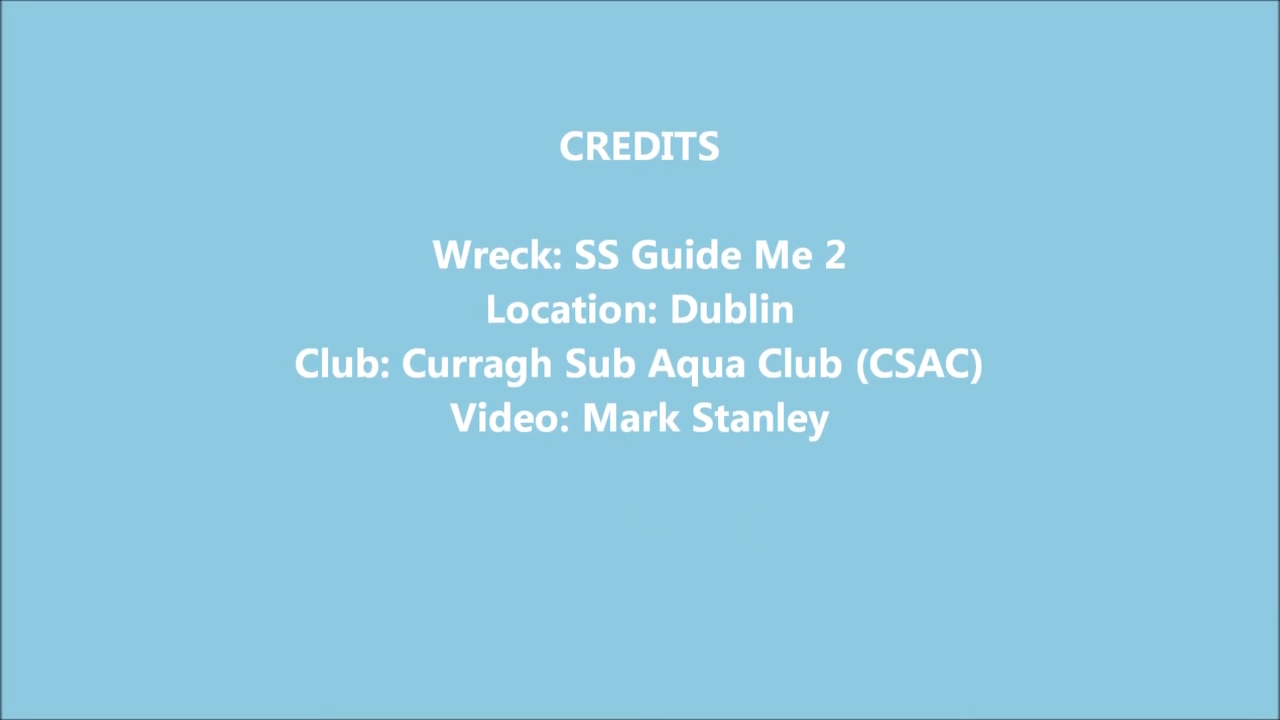 CREDITS
Wreck: SS Guide Me 2
Location: Dublin
Club: Curragh Sub Aqua Club (CSAC)
Video: Mark Stanley